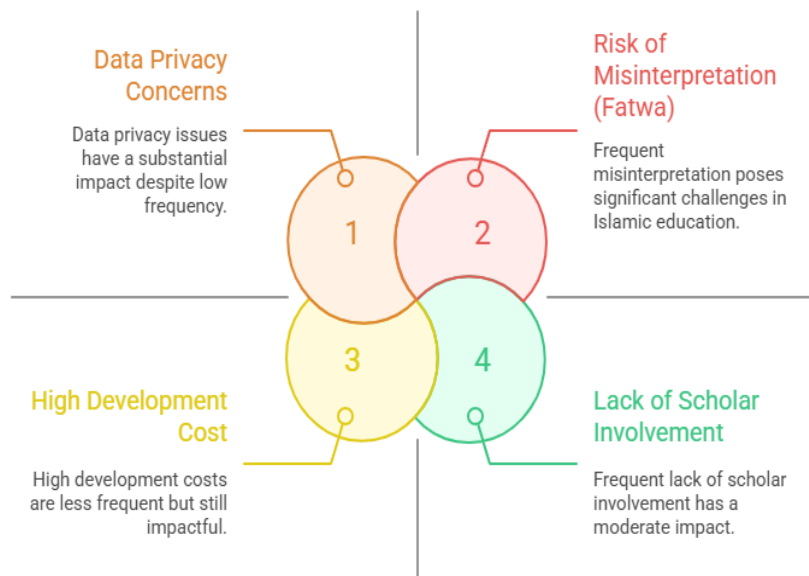 Data Privacy
Concerns
Data privacy issues
have a substantial
impact despite low
frequency.
Risk of
Misinterpretation
(Fatwa)
Frequent
misinterpretation poses
significant challenges in
Islamic education.
1
2
3
4
High Development
Cost
High development costs
are less frequent but still
impactful.
Lack of Scholar
Involvement
Frequent lack of scholar
involvement has a
moderate impact.